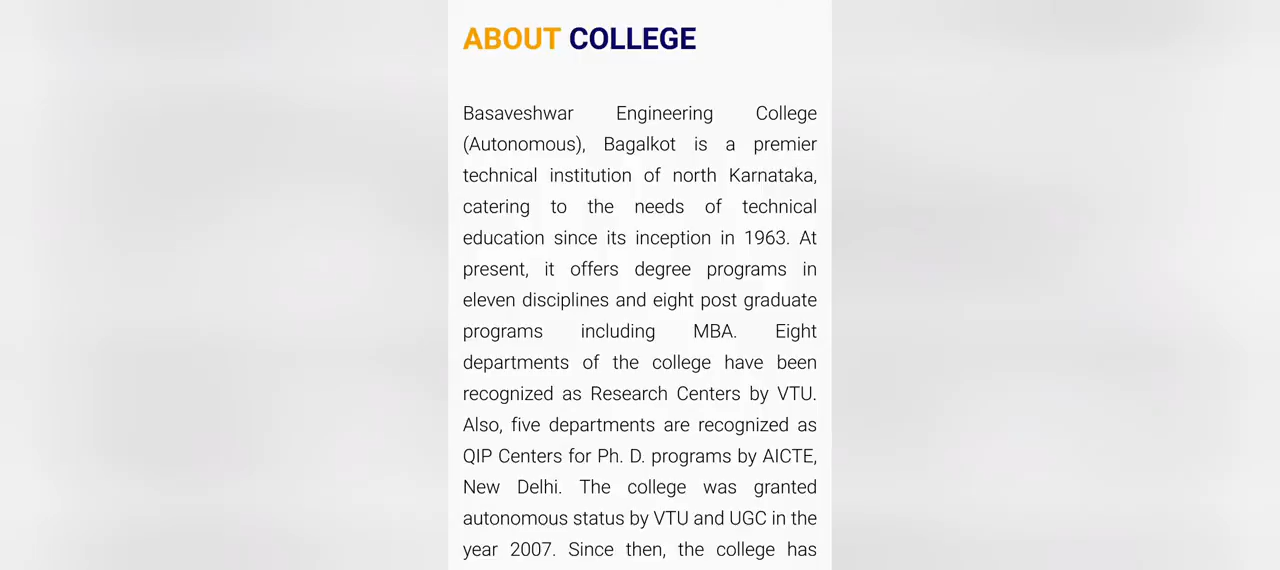 ABOUT COLLEGE
Basaveshwar Engineering College
(Autonomous), Bagalkot is a premier
technical institution of north Karnataka,
catering to the needs of technical
education since its inception in 1963. At
present, it offers degree programs in
eleven disciplines and eight post graduate
programs including MBA. Eight
departments of the college have been
recognized as Research Centers by VTU.
Also, five departments are recognized as
QIP Centers for Ph. D. programs by AICTE,
New Delhi. The college was granted
autonomous status by VTU and UGC in the
year 2007. Since then, the college has